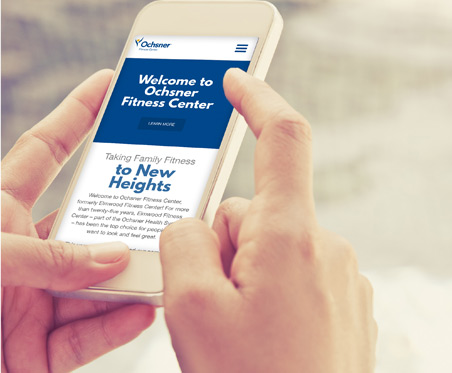 Ochsner
Fitness Center
Welcome to
Ochsner
Fitness Center
LEARN MORE
Taking Family Fitness
to New
Heights
Welcome to Ochsner Fitness Center,
formerly Elmwood Fitness Center! For more
than twenty-five years, Elmwood Fitness
Center – part of the Ochsner Health
– has been the top choice for
want to look and feel great.